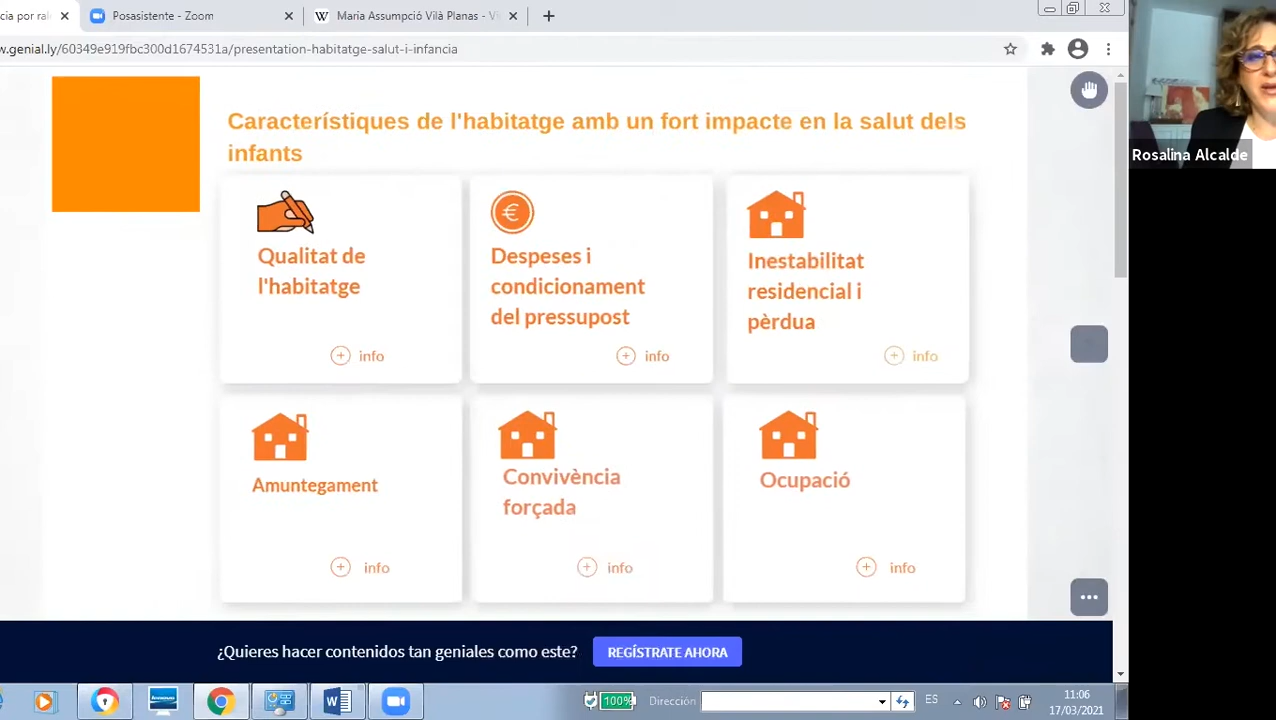 cia por
Posasistente - Zoom
Maria Assumpció Vilà Planas - Vi
w.genial.ly/60349e919fbc300d1674531a/presentation-habitatge-salut-i-infancia
Característiques de l'habitatge amb un fort impacte en la salut dels
infants
Qualitat de
l'habitatge
info
Despeses i
condicionament
del pressupost
info
Inestabilitat
residencial i
pèrdua
info
Amuntegament
info
Convivència
forçada
info
Ocupació
info
¿Quieres hacer contenidos tan geniales como este?
REGÍSTRATE AHORA
Rosalina Alcalde
100%
Dirección
ES
11:06
17/03/2021